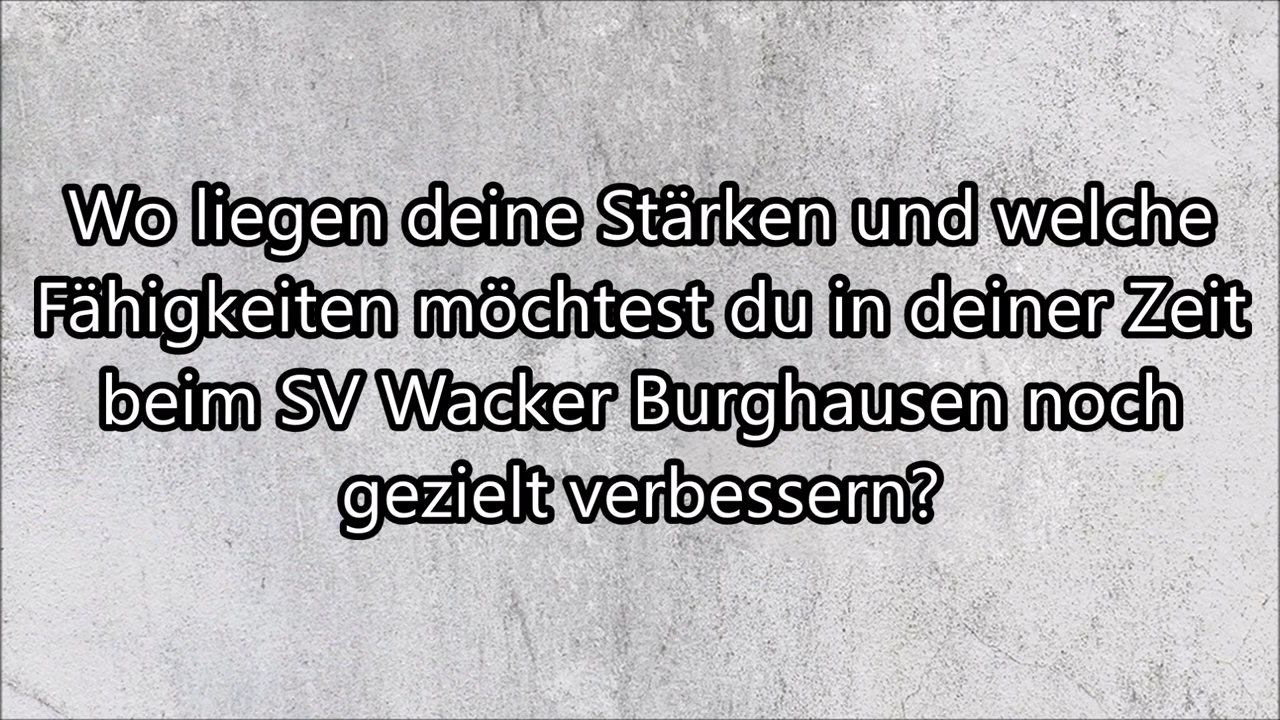 Wo liegen deine Stärken und welche
Fähigkeiten möchtest du in deiner Zeit
beim SV Wacker Burghausen noch
gezielt verbessern?